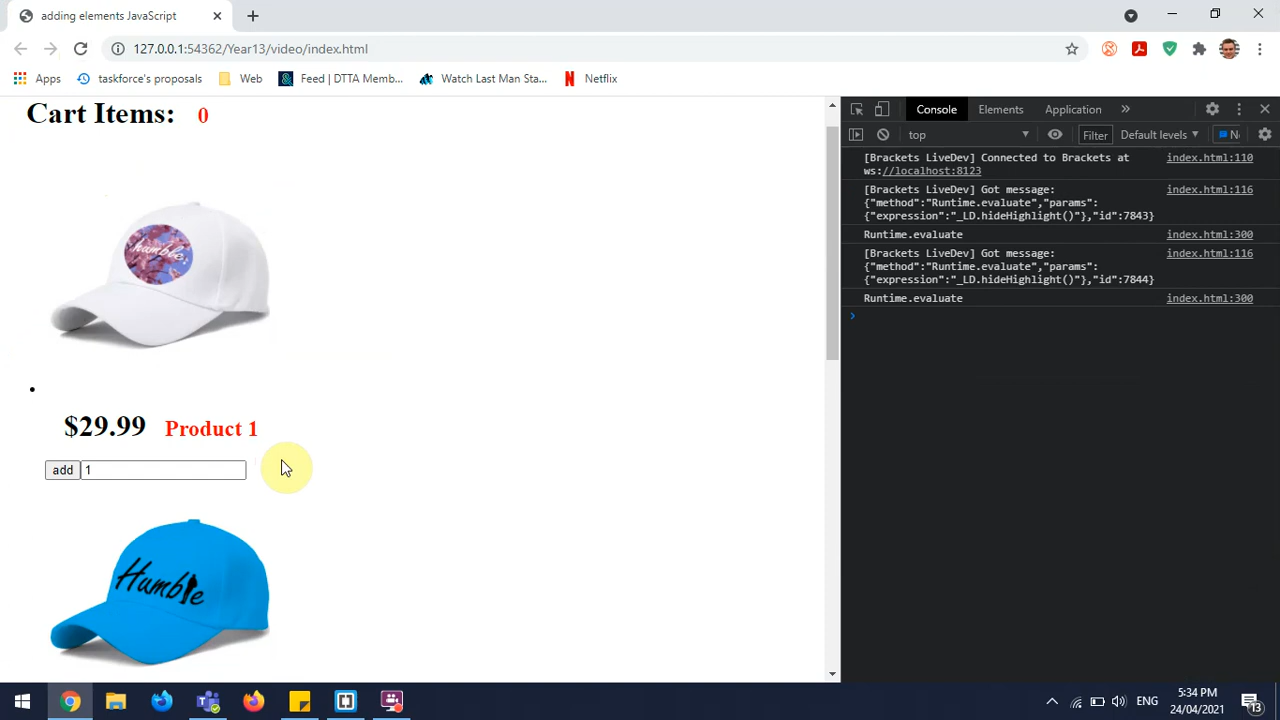 adding elements JavaScript
127.0.0.1:54362/Year13/video/index.html
Apps
taskforce's proposals
Web
Feed | DTTA Memb...
Watch Last Man Sta...
Netflix
Cart Items: 0
humble.
$29.99 Product 1
add 1
Humble
Console Elements Application »
top Filter Default levels N
[Brackets LiveDev] Connected to Brackets at index.html:110
ws://localhost:8123
[Brackets LiveDev] Got message: index.html:116
{"method":"Runtime.evaluate","params":
{"expression":"_LD.hideHighlight()"},"id":7843}
Runtime.evaluate index.html:300
[Brackets LiveDev] Got message: index.html:116
{"method":"Runtime.evaluate","params":
{"expression":"_LD.hideHighlight()"},"id":7844}
Runtime.evaluate index.html:300
ENG
5:34 PM
24/04/2021
13